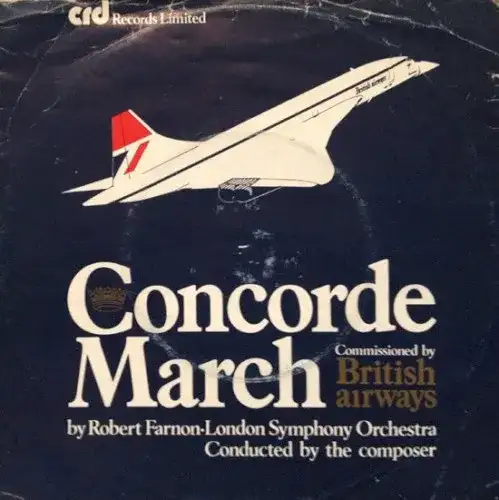 crd Records Limited
British airways
Concorde
March
Commissioned by
British
airways
by Robert Farnon·London Symphony Orchestra
Conducted by the composer